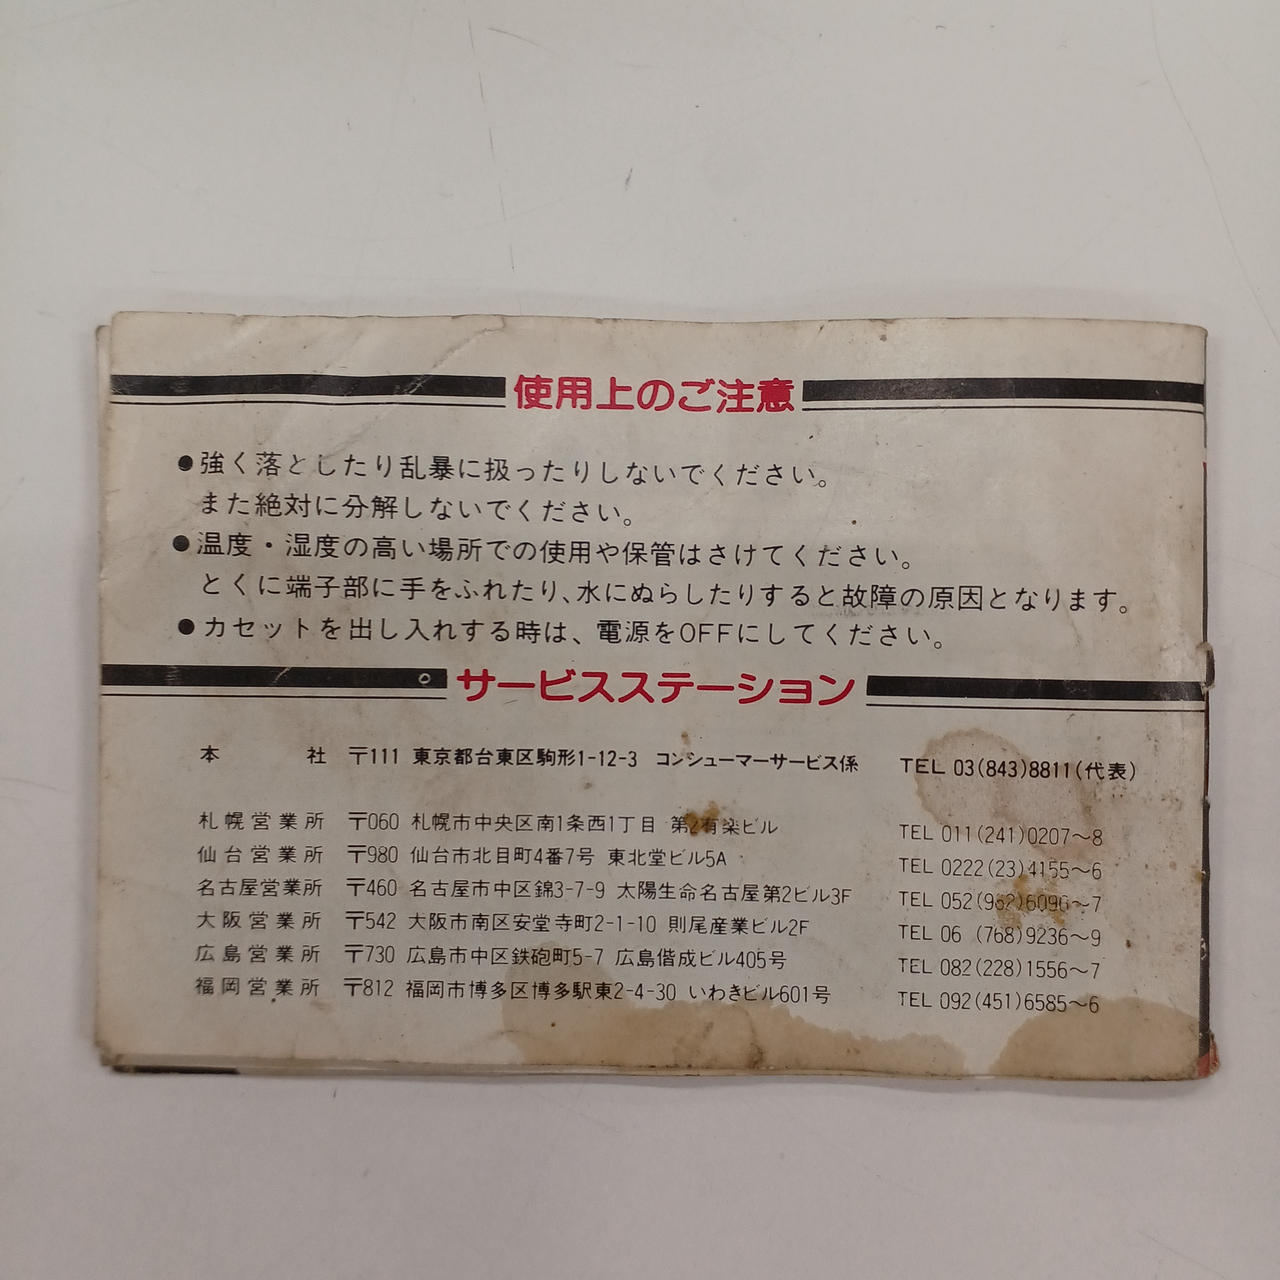 使用上のご注意
●強く落としたり乱暴に扱ったりしないでください。
また絶対に分解しないでください。
●温度・湿度の高い場所での使用や保管はさけてください。
とくに端子部に手をふれたり、水にぬらしたりすると故障の原因となります。
●カセットを出し入れする時は、電源をOFFにしてください。
サービスステーション
本社 〒111 東京都台東区駒形1-12-3 コンシューマーサービス係 TEL 03(843)8811(代表)
札幌営業所 〒060 札幌市中央区南1条西1丁目 第2有楽ビル TEL 011(241)0207〜8
仙台営業所 〒980 仙台市北目町4番7号 東北堂ビル5A TEL 0222(23)4155〜6
名古屋営業所 〒460 名古屋市中区錦3-7-9 太陽生命名古屋第2ビル3F TEL 052(962)6096〜7
大阪営業所 〒542 大阪市南区安堂寺町2-1-10 則尾産業ビル2F TEL 06 (768)9236〜9
広島営業所 〒730 広島市中区鉄砲町5-7 広島偕成ビル405号 TEL 082(228)1556〜7
福岡営業所 〒812 福岡市博多区博多駅東2-4-30 いわきビル601号 TEL 092(451)6585〜6